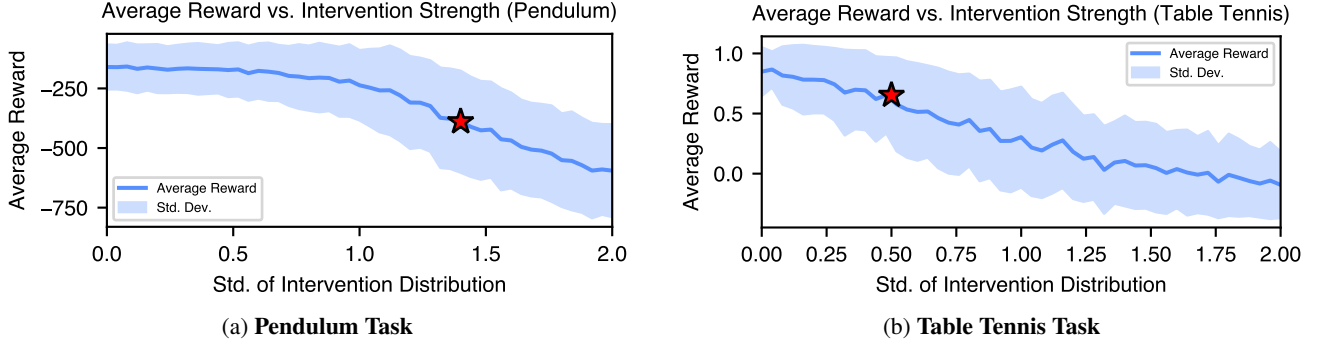 Average Reward vs. Intervention Strength (Pendulum)
Average Reward
−250
−500
−750
Average Reward
Std. Dev.
0.0 0.5 1.0 1.5 2.0
Std. of Intervention Distribution
(a) Pendulum Task
Average Reward vs. Intervention Strength (Table Tennis)
Average Reward
1.0
0.5
0.0
Average Reward
Std. Dev.
0.00 0.25 0.50 0.75 1.00 1.25 1.50 1.75 2.00
Std. of Intervention Distribution
(b) Table Tennis Task